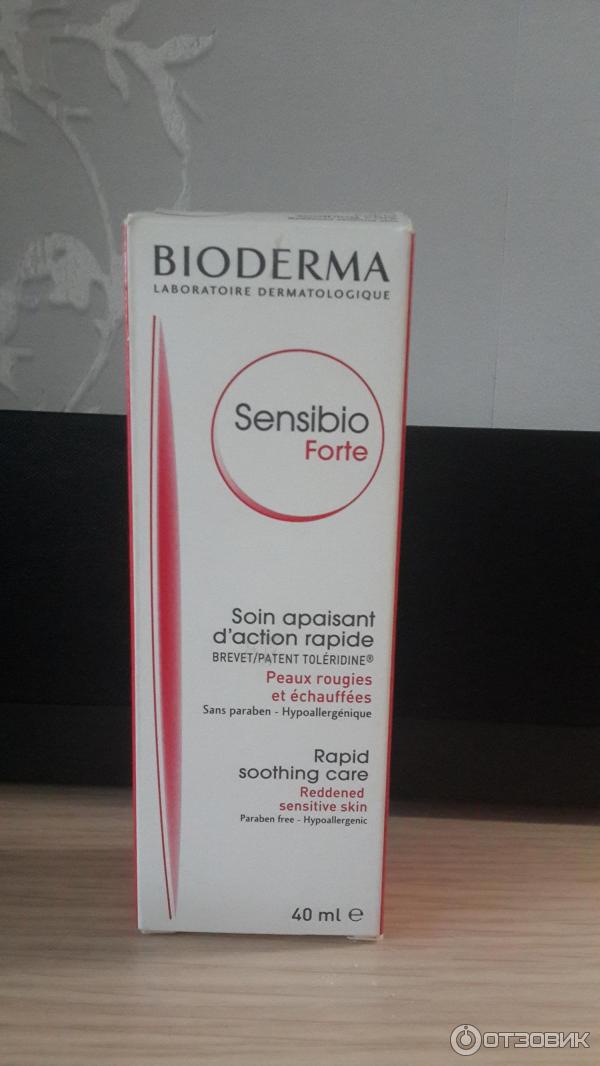 BIODERMA
LABORATOIRE DERMATOLOGIQUE
Sensibio
Forte
Soin apaisant
d'action rapide
BREVET/PATENT TOLÉRIDINE®
Peaux rougies
et échauffées
Sans paraben - Hypoallergénique
Rapid
soothing care
Reddened
sensitive skin
Paraben free - Hypoallergenic
40 ml ℮
ОТЗОВИК